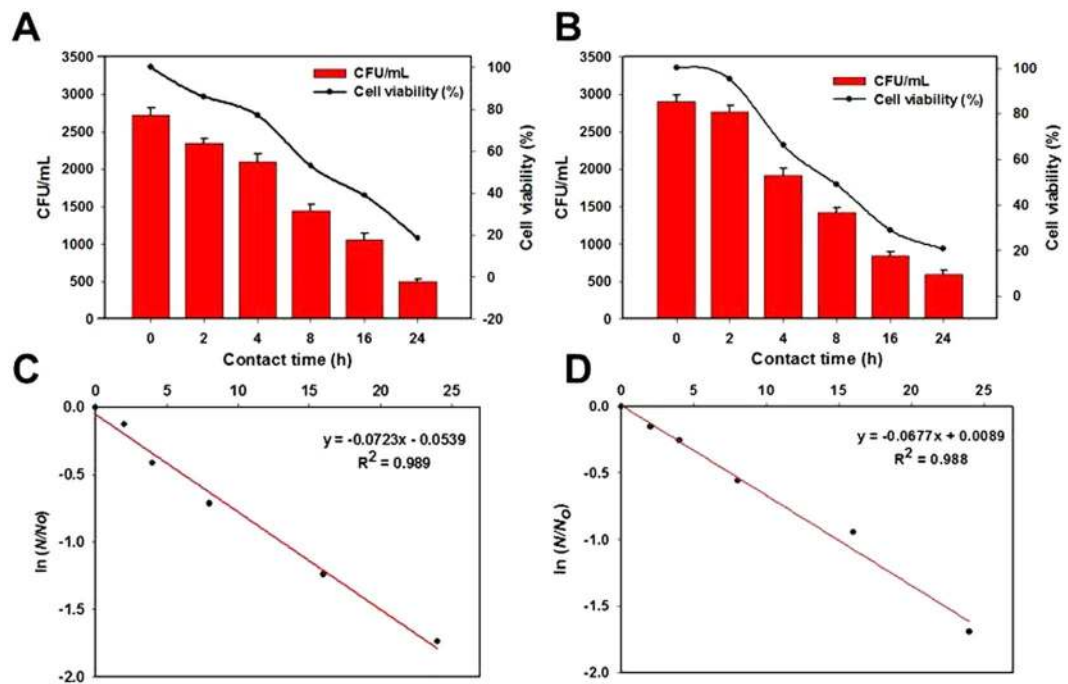 A
3500
3000
2500
2000
1500
1000
500
0
CFU/mL
CFU/mL
Cell viability (%)
100
80
60
40
20
0
-20
Cell viability (%)
0 2 4 8 16 24
Contact time (h)
B
3500
3000
2500
2000
1500
1000
500
0
CFU/mL
CFU/mL
Cell viability (%)
100
80
60
40
20
0
Cell viability (%)
0 2 4 8 16 24
Contact time (h)
C
0 5 10 15 20 25
0.0
-0.5
-1.0
-1.5
-2.0
ln (N/No)
y = -0.0723x - 0.0539
R2 = 0.989
D
0 5 10 15 20 25
0.0
-0.5
-1.0
-1.5
-2.0
ln (N/NO)
y = -0.0677x + 0.0089
R2 = 0.988